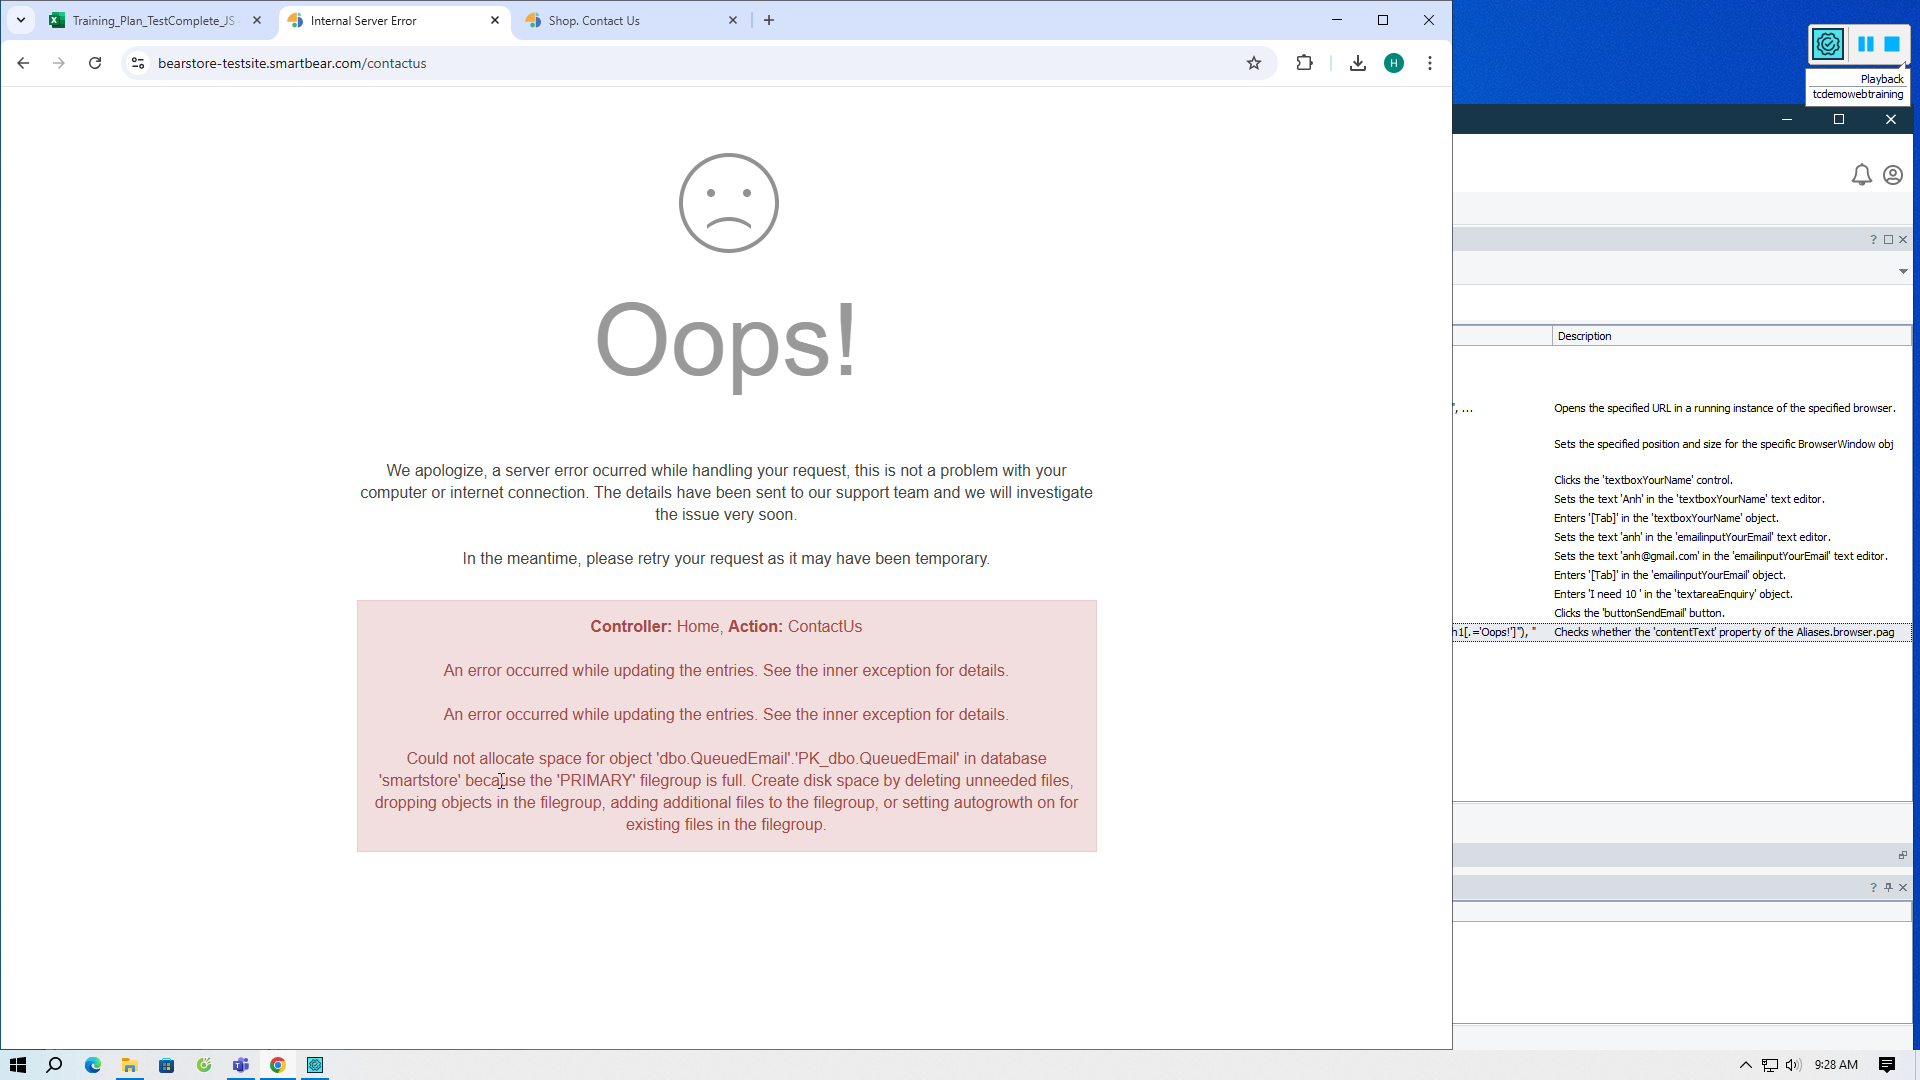 Training_Plan_TestComplete_JS
Internal Server Error
Shop. Contact Us
bearstore-testsite.smartbear.com/contactus
H
Playback
tcdemowebtraining
Oops!
We apologize, a server error ocurred while handling your request, this is not a problem with your
computer or internet connection. The details have been sent to our support team and we will investigate
the issue very soon.
In the meantime, please retry your request as it may have been temporary.
Controller: Home, Action: ContactUs
An error occurred while updating the entries. See the inner exception for details.
An error occurred while updating the entries. See the inner exception for details.
Could not allocate space for object 'dbo.QueuedEmail'.'PK_dbo.QueuedEmail' in database
'smartstore' because the 'PRIMARY' filegroup is full. Create disk space by deleting unneeded files,
dropping objects in the filegroup, adding additional files to the filegroup, or setting autogrowth on for
existing files in the filegroup.
?
Description
", ... Opens the specified URL in a running instance of the specified browser.
Sets the specified position and size for the specific BrowserWindow obj
Clicks the 'textboxYourName' control.
Sets the text 'Anh' in the 'textboxYourName' text editor.
Enters '[Tab]' in the 'textboxYourName' object.
Sets the text 'anh' in the 'emailinputYourEmail' text editor.
Sets the text 'anh@gmail.com' in the 'emailinputYourEmail' text editor.
Enters '[Tab]' in the 'emailinputYourEmail' object.
Enters 'I need 10 ' in the 'textareaEnquiry' object.
Clicks the 'buttonSendEmail' button.
h1[.='Oops!']"), " Checks whether the 'contentText' property of the Aliases.browser.pag
?
9:28 AM